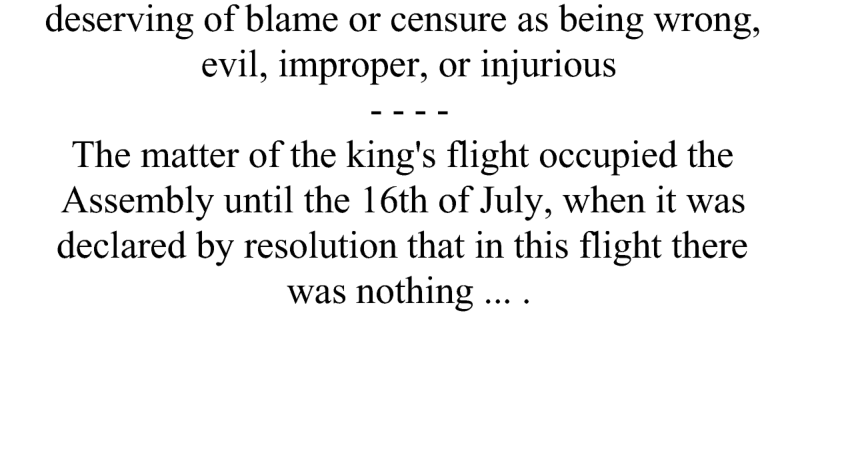 deserving of blame or censure as being wrong,
evil, improper, or injurious
- - - -
The matter of the king's flight occupied the
Assembly until the 16th of July, when it was
declared by resolution that in this flight there
was nothing ... .